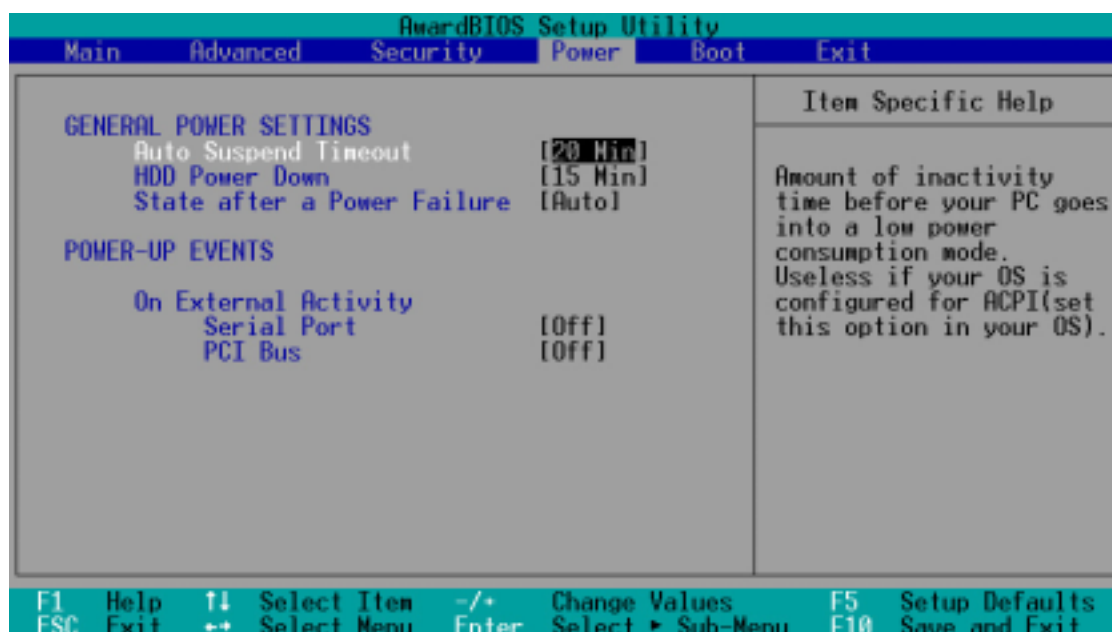 AwardBIOS Setup Utility
Main Advanced Security Power Boot Exit
GENERAL POWER SETTINGS
Auto Suspend Timeout [20 Min]
HDD Power Down [15 Min]
State after a Power Failure [Auto]
POWER-UP EVENTS
On External Activity
Serial Port [Off]
PCI Bus [Off]
Item Specific Help
Amount of inactivity
time before your PC goes
into a low power
consumption mode.
Useless if your OS is
configured for ACPI(set
this option in your OS).
F1 Help ↑↓ Select Item -/+ Change Values F5 Setup Defaults
ESC Exit ←→ Select Menu Enter Select ► Sub-Menu F10 Save and Exit